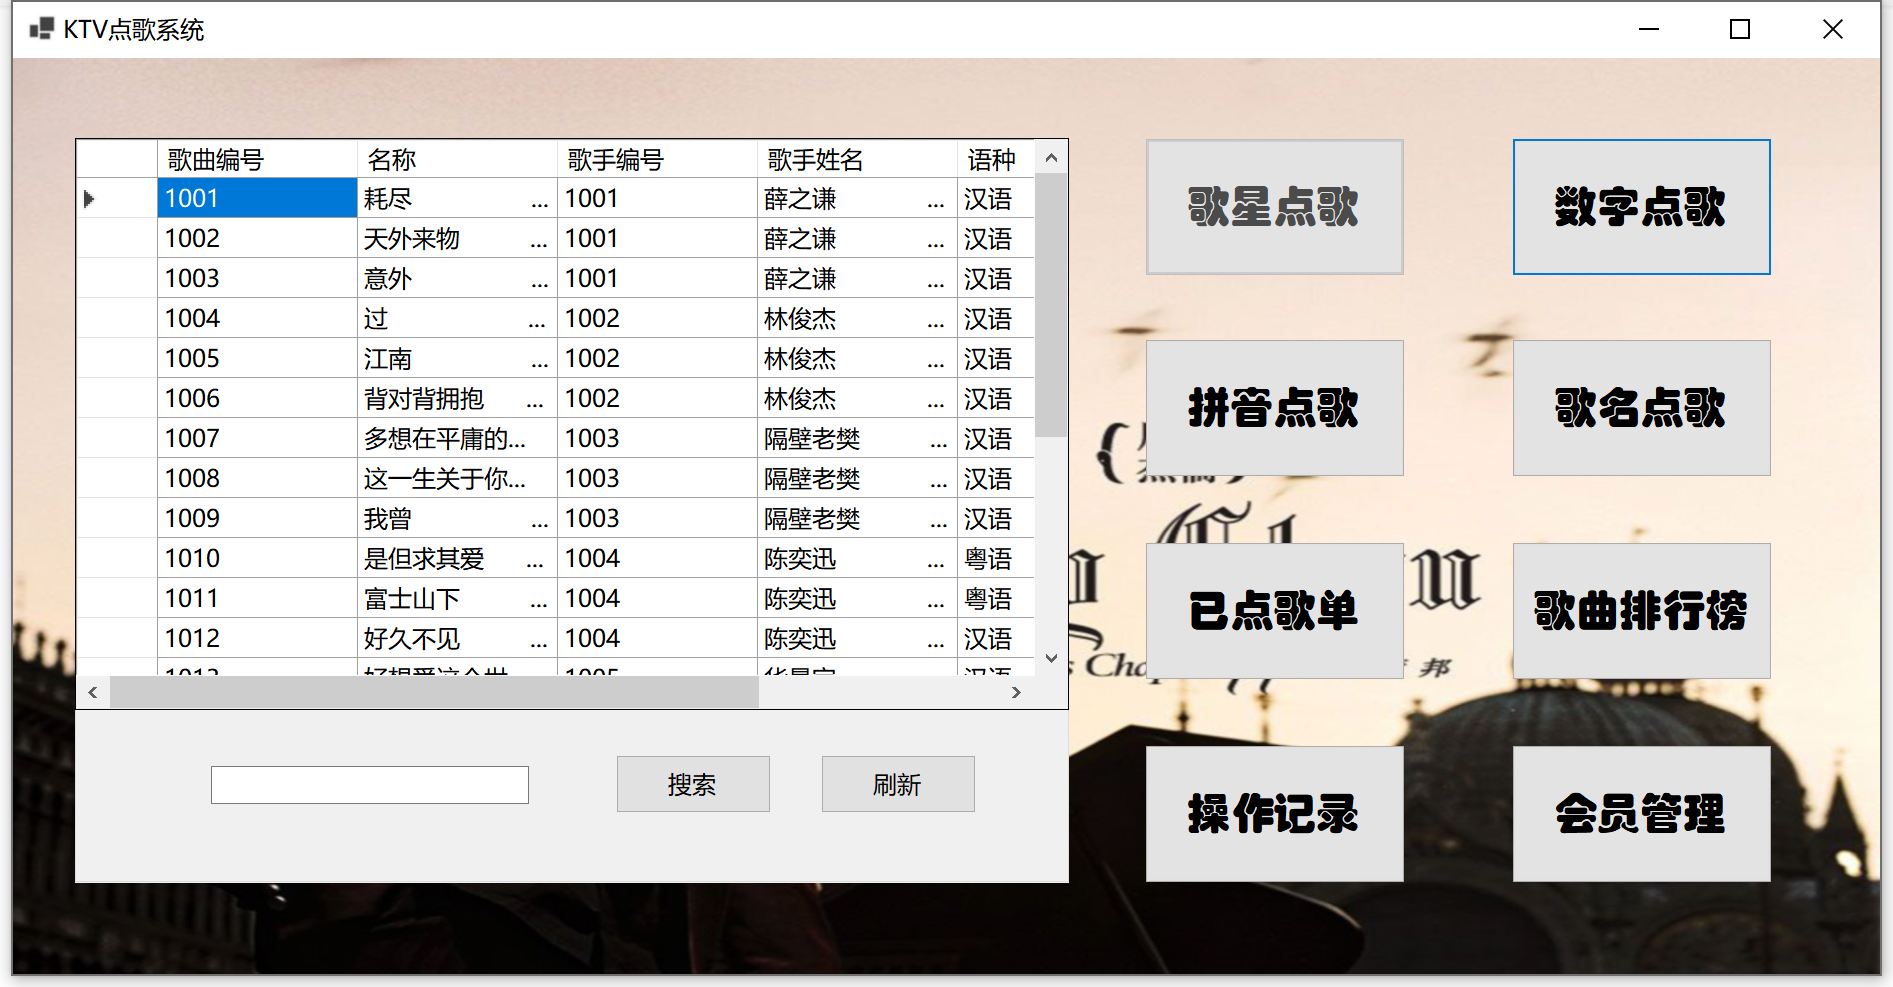 KTV点歌系统
歌曲编号 名称 歌手编号 歌手姓名 语种
1001 耗尽 ... 1001 薛之谦 ... 汉语
1002 天外来物 ... 1001 薛之谦 ... 汉语
1003 意外 ... 1001 薛之谦 ... 汉语
1004 过 ... 1002 林俊杰 ... 汉语
1005 江南 ... 1002 林俊杰 ... 汉语
1006 背对背拥抱 ... 1002 林俊杰 ... 汉语
1007 多想在平庸的... 1003 隔壁老樊 ... 汉语
1008 这一生关于你... 1003 隔壁老樊 ... 汉语
1009 我曾 ... 1003 隔壁老樊 ... 汉语
1010 是但求其爱 ... 1004 陈奕迅 ... 粤语
1011 富士山下 ... 1004 陈奕迅 ... 粤语
1012 好久不见 ... 1004 陈奕迅 ... 汉语
搜索 刷新
歌星点歌 数字点歌
拼音点歌 歌名点歌
已点歌单 歌曲排行榜
操作记录 会员管理
邦